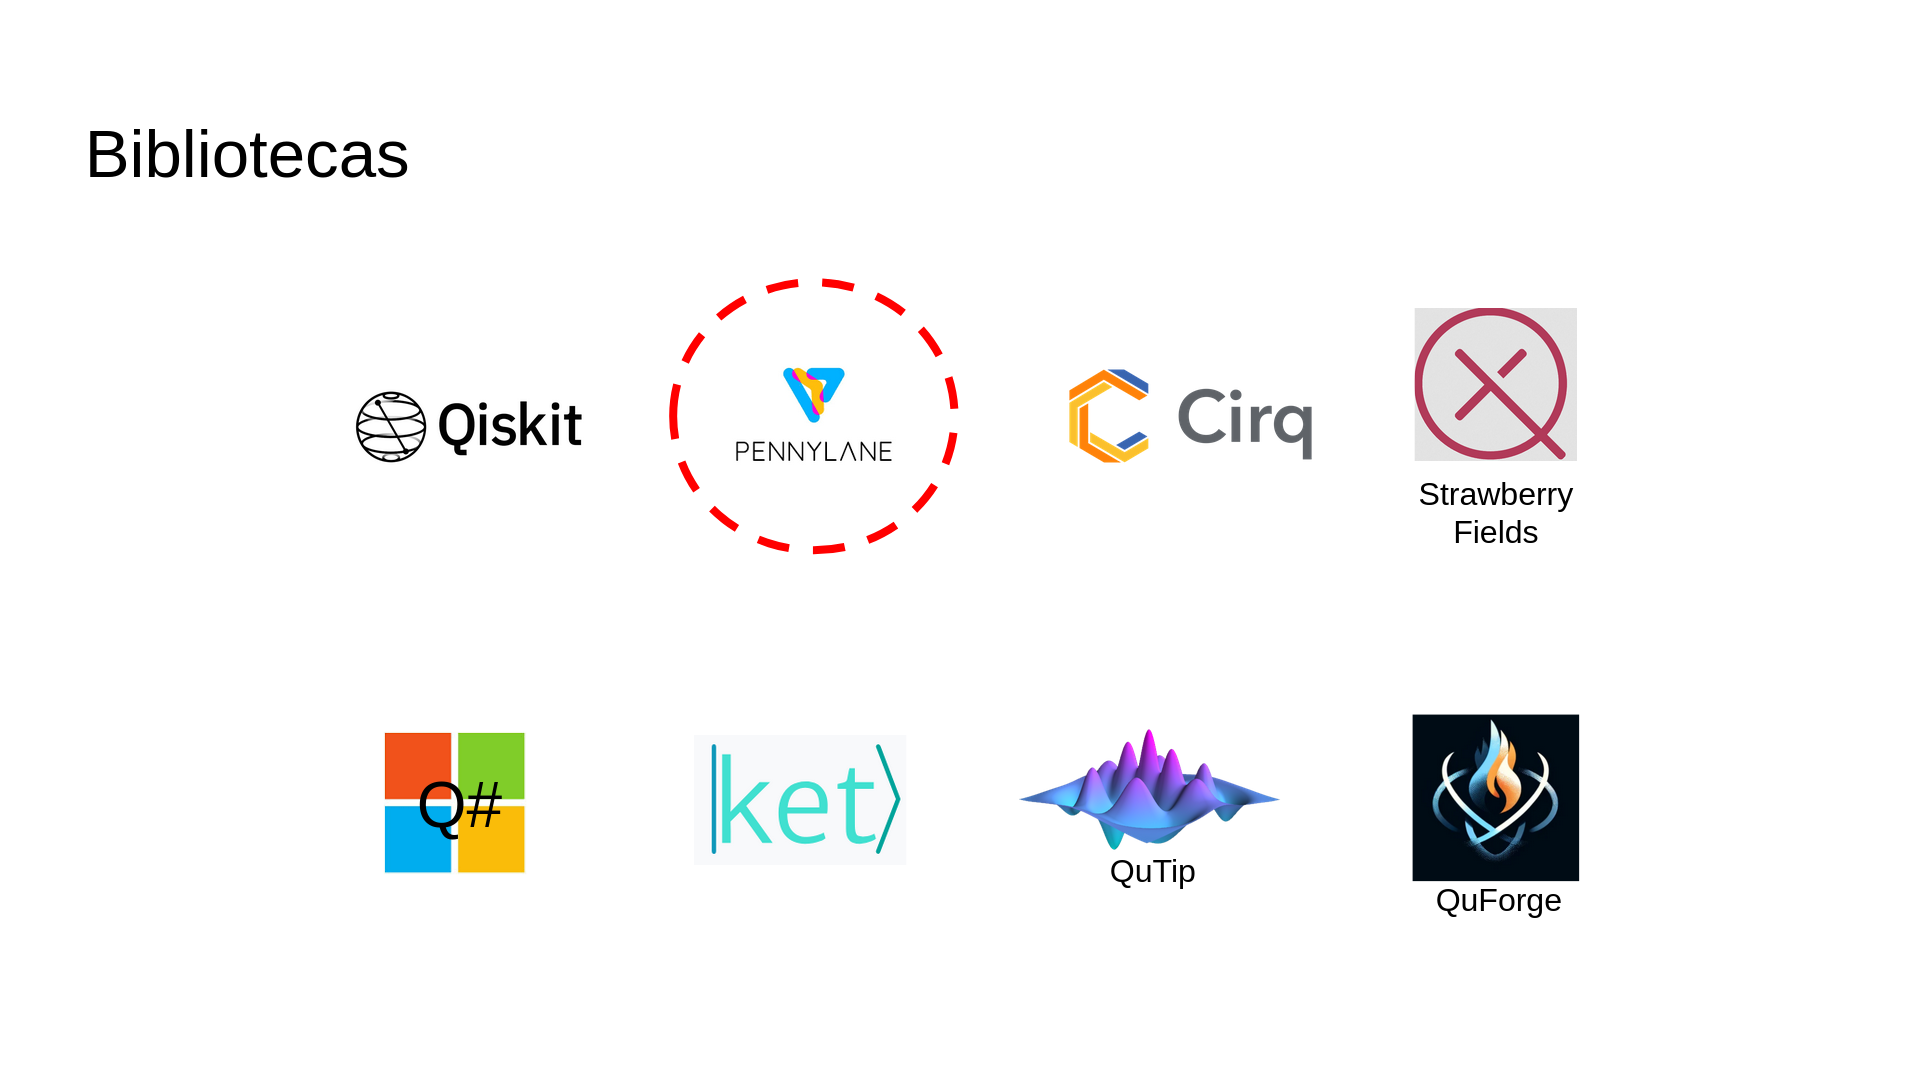 Bibliotecas
Qiskit
PENNYLANE
Cirq
Strawberry
Fields
Q#
|ket⟩
QuTip
QuForge